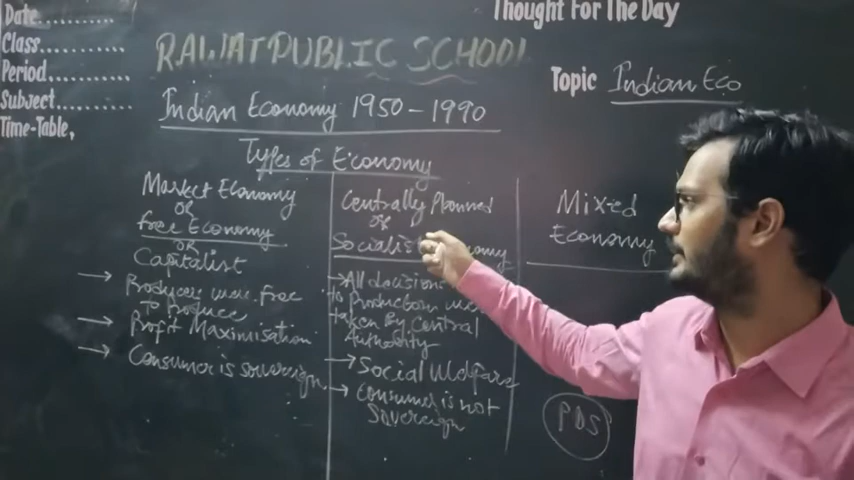 Thought For The Day
Date..........
Class............
Period............
Subject...........
Time-Table,
RAWAT PUBLIC SCHOOL
Topic Indian Eco
Indian Economy 1950-1990
Types of Economy
Market Economy
or
free Economy
or
Capitalist
→ Producers were free
to Produce
→ Profit Maximisation
→ Consumer is sovereign
Centrally Planned
or
Socialist
→ All decisions
to Production
taken By Central
Authority
→ Social Welfare
→ Consumer is not
Sovereign
Mixed
Economy
PDS